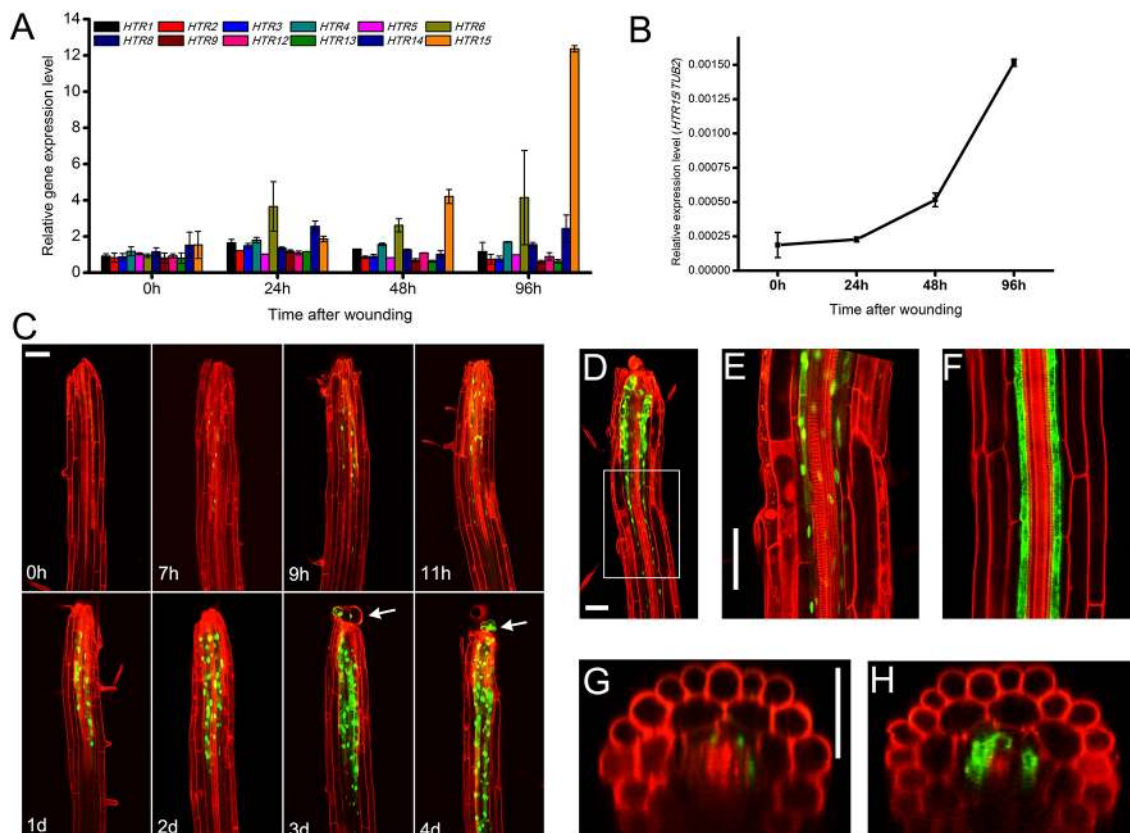 A
14
12
10
8
6
4
2
0
Relative gene expression level
HTR1 HTR2 HTR3 HTR4 HTR5 HTR6
HTR8 HTR9 HTR12 HTR13 HTR14 HTR15
0h 24h 48h 96h
Time after wounding
B
0.00150
0.00125
0.00100
0.00075
0.00050
0.00025
0.00000
Relative expression level (HTR15/TUB2)
0h 24h 48h 96h
Time after wounding
C
0h 7h 9h 11h
1d 2d 3d 4d
D E F
G H